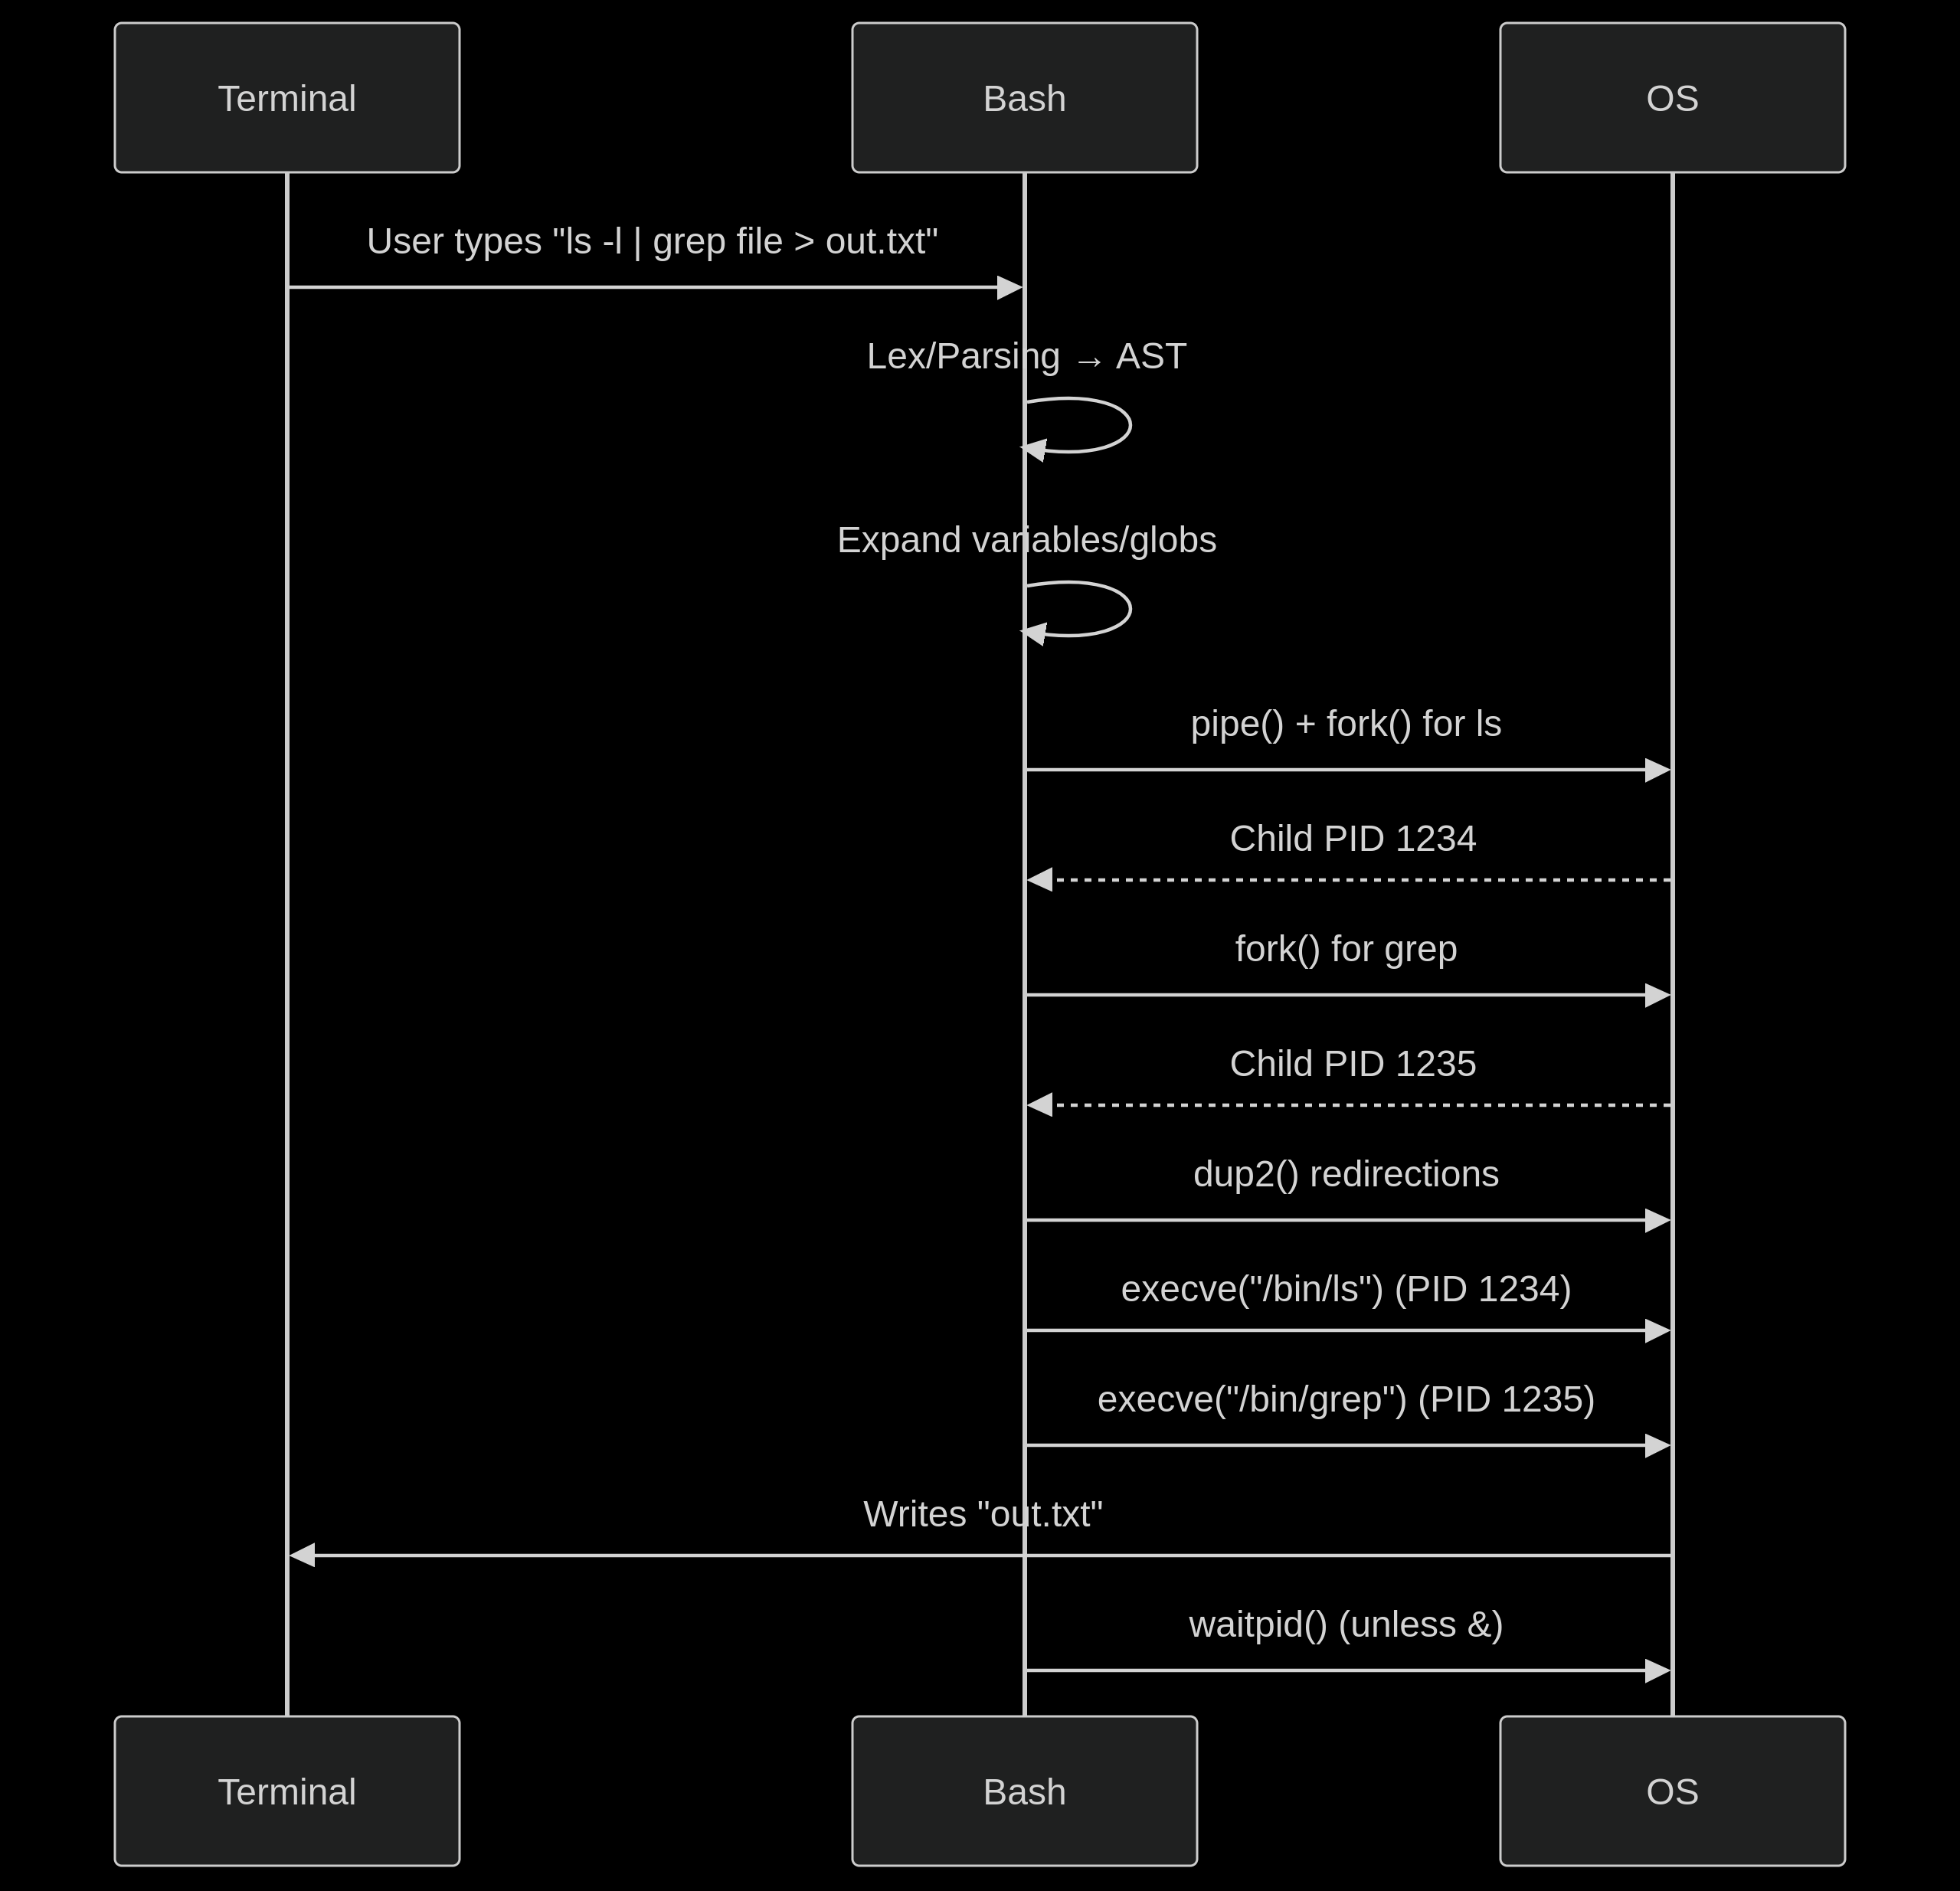 Terminal
Bash
OS
User types "ls -l | grep file > out.txt"
Lex/Parsing → AST
Expand variables/globs
pipe() + fork() for ls
Child PID 1234
fork() for grep
Child PID 1235
dup2() redirections
execve("/bin/ls") (PID 1234)
execve("/bin/grep") (PID 1235)
Writes "out.txt"
waitpid() (unless &)
Terminal
Bash
OS